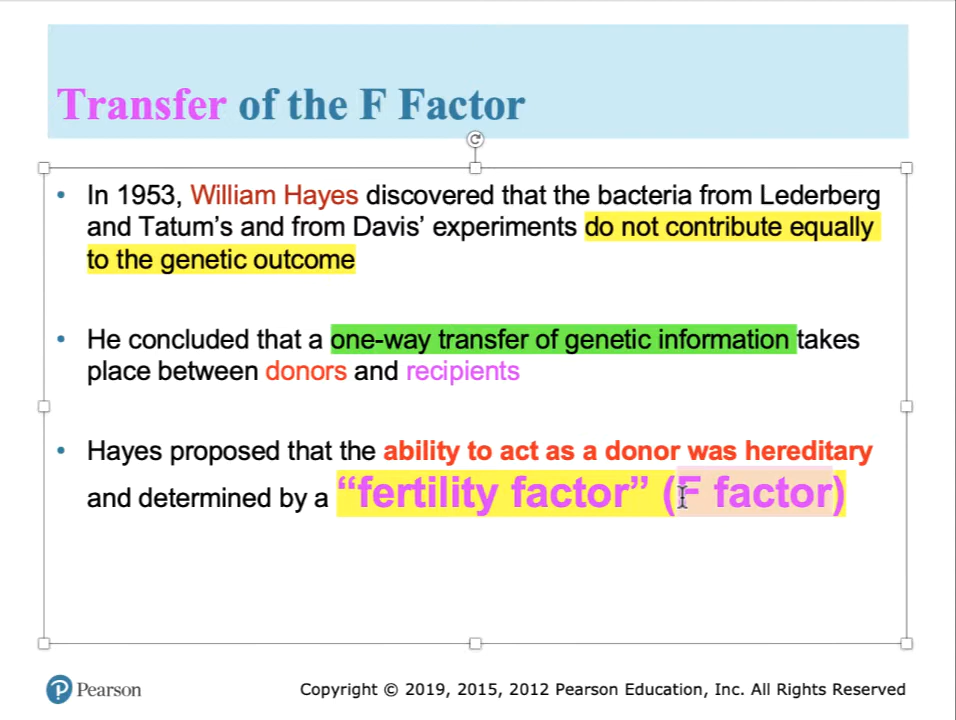 Transfer of the F Factor
• In 1953, William Hayes discovered that the bacteria from Lederberg
and Tatum’s and from Davis’ experiments do not contribute equally
to the genetic outcome
• He concluded that a one-way transfer of genetic information takes
place between donors and recipients
• Hayes proposed that the ability to act as a donor was hereditary
and determined by a “fertility factor” (F factor)
Pearson
Copyright © 2019, 2015, 2012 Pearson Education, Inc. All Rights Reserved